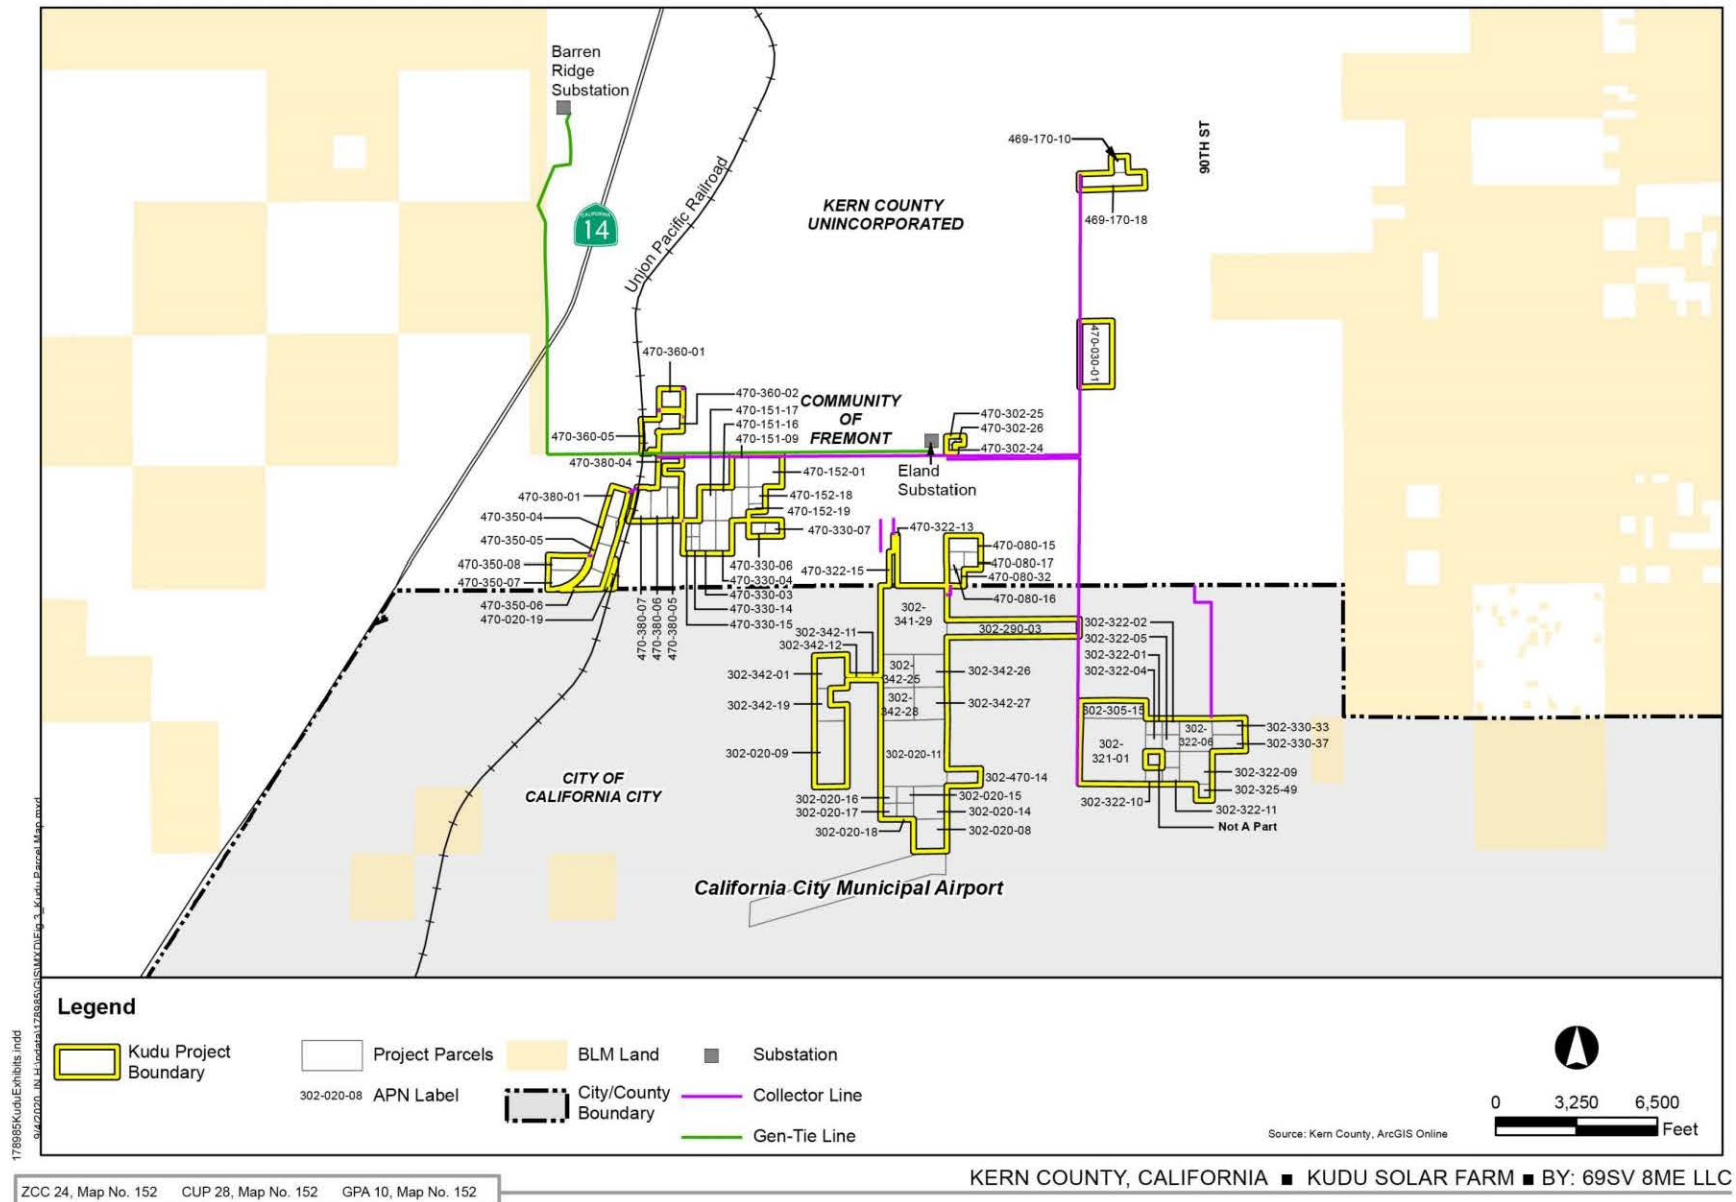 Barren
Ridge
Substation
CALIFORNIA
14
Union Pacific Railroad
KERN COUNTY
UNINCORPORATED
90TH ST
469-170-10
469-170-18
470-030-01
470-360-01
470-360-02
470-151-17
470-151-16
470-151-09
COMMUNITY
OF
FREMONT
470-302-25
470-302-26
470-302-24
470-360-05
470-380-04
Eland
Substation
470-152-01
470-380-01
470-152-18
470-152-19
470-350-04
470-330-07
470-322-13
470-350-05
470-080-15
470-350-08
470-330-06
470-322-15
470-080-17
470-350-07
470-330-04
470-080-32
470-330-03
470-080-16
470-350-06
470-330-14
470-020-19
470-330-15
470-380-07
470-380-06
470-380-05
302-
341-29
302-290-03
302-322-02
302-342-11
302-322-05
302-342-12
302-322-01
302-322-04
302-342-01
302-
342-25
302-342-26
302-342-19
302-
342-28
302-342-27
302-305-15
302-330-33
302-
322-06
302-330-37
302-020-09
302-020-11
302-
321-01
302-322-09
302-470-14
302-325-49
302-020-16
302-020-15
302-322-10
302-322-11
302-020-17
302-020-14
Not A Part
302-020-18
302-020-08
CITY OF
CALIFORNIA CITY
California City Municipal Airport
Legend
Kudu Project
Boundary
Project Parcels
302-020-08 APN Label
BLM Land
City/County
Boundary
Substation
Collector Line
Gen-Tie Line
0 3,250 6,500
Feet
Source: Kern County, ArcGIS Online
178985KuduExhibits.indd
KERN COUNTY, CALIFORNIA ■ KUDU SOLAR FARM ■ BY: 69SV 8ME LLC
ZCC 24, Map No. 152 CUP 28, Map No. 152 GPA 10, Map No. 152